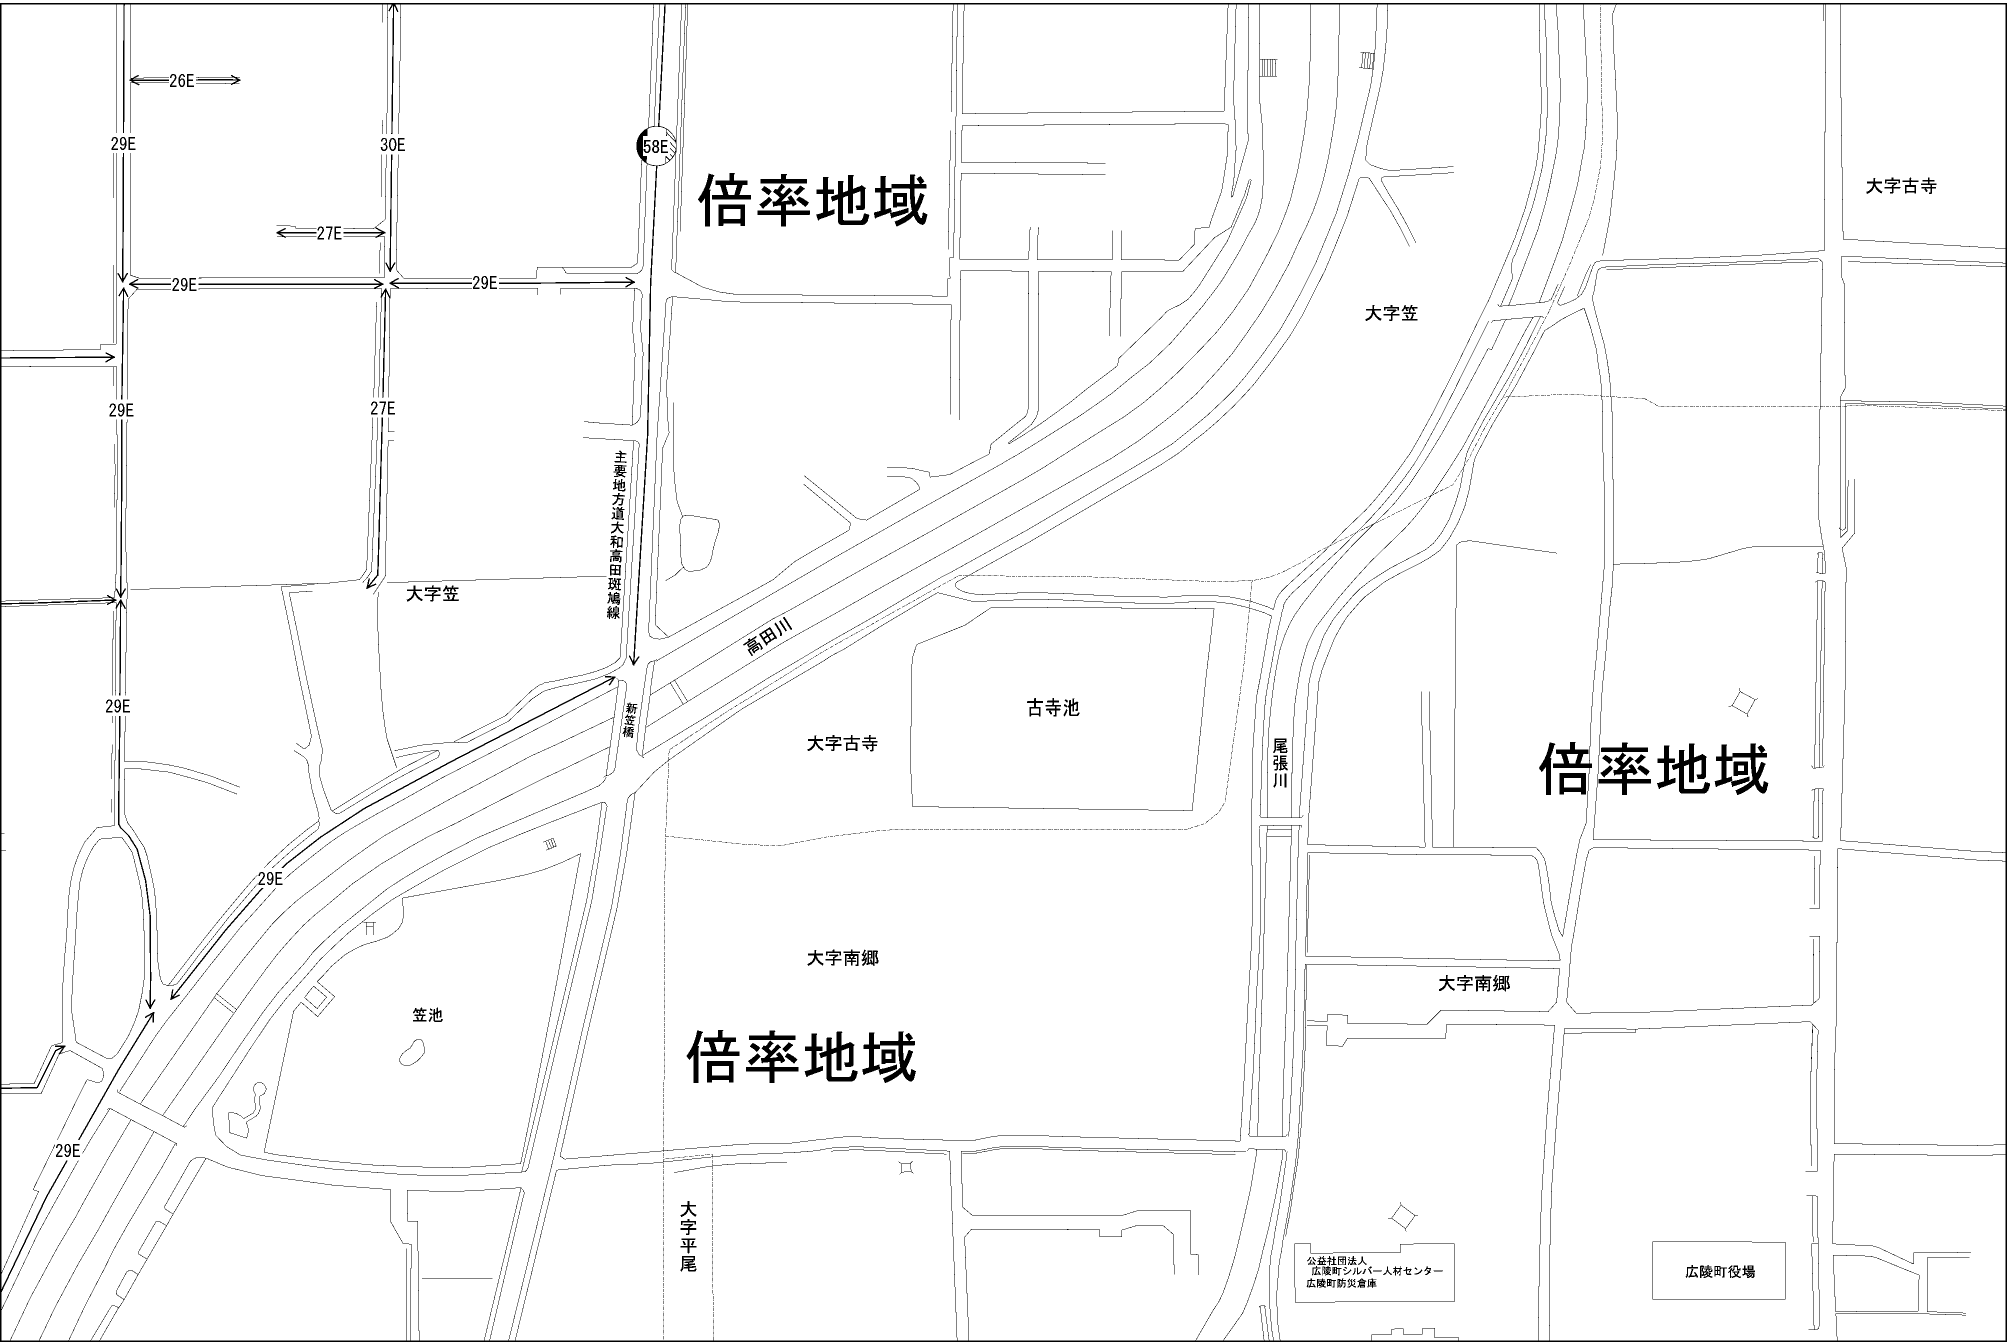 26E
29E
30E
58E
倍率地域
大字古寺
27E
29E
29E
大字笠
29E
27E
主要地方道大和高田斑鳩線
大字笠
高田川
29E
新笠橋
古寺池
大字古寺
尾張川
倍率地域
29E
大字南郷
大字南郷
笠池
倍率地域
29E
大字平尾
公益社団法人
広陵町シルバー人材センター
広陵町防災倉庫
広陵町役場